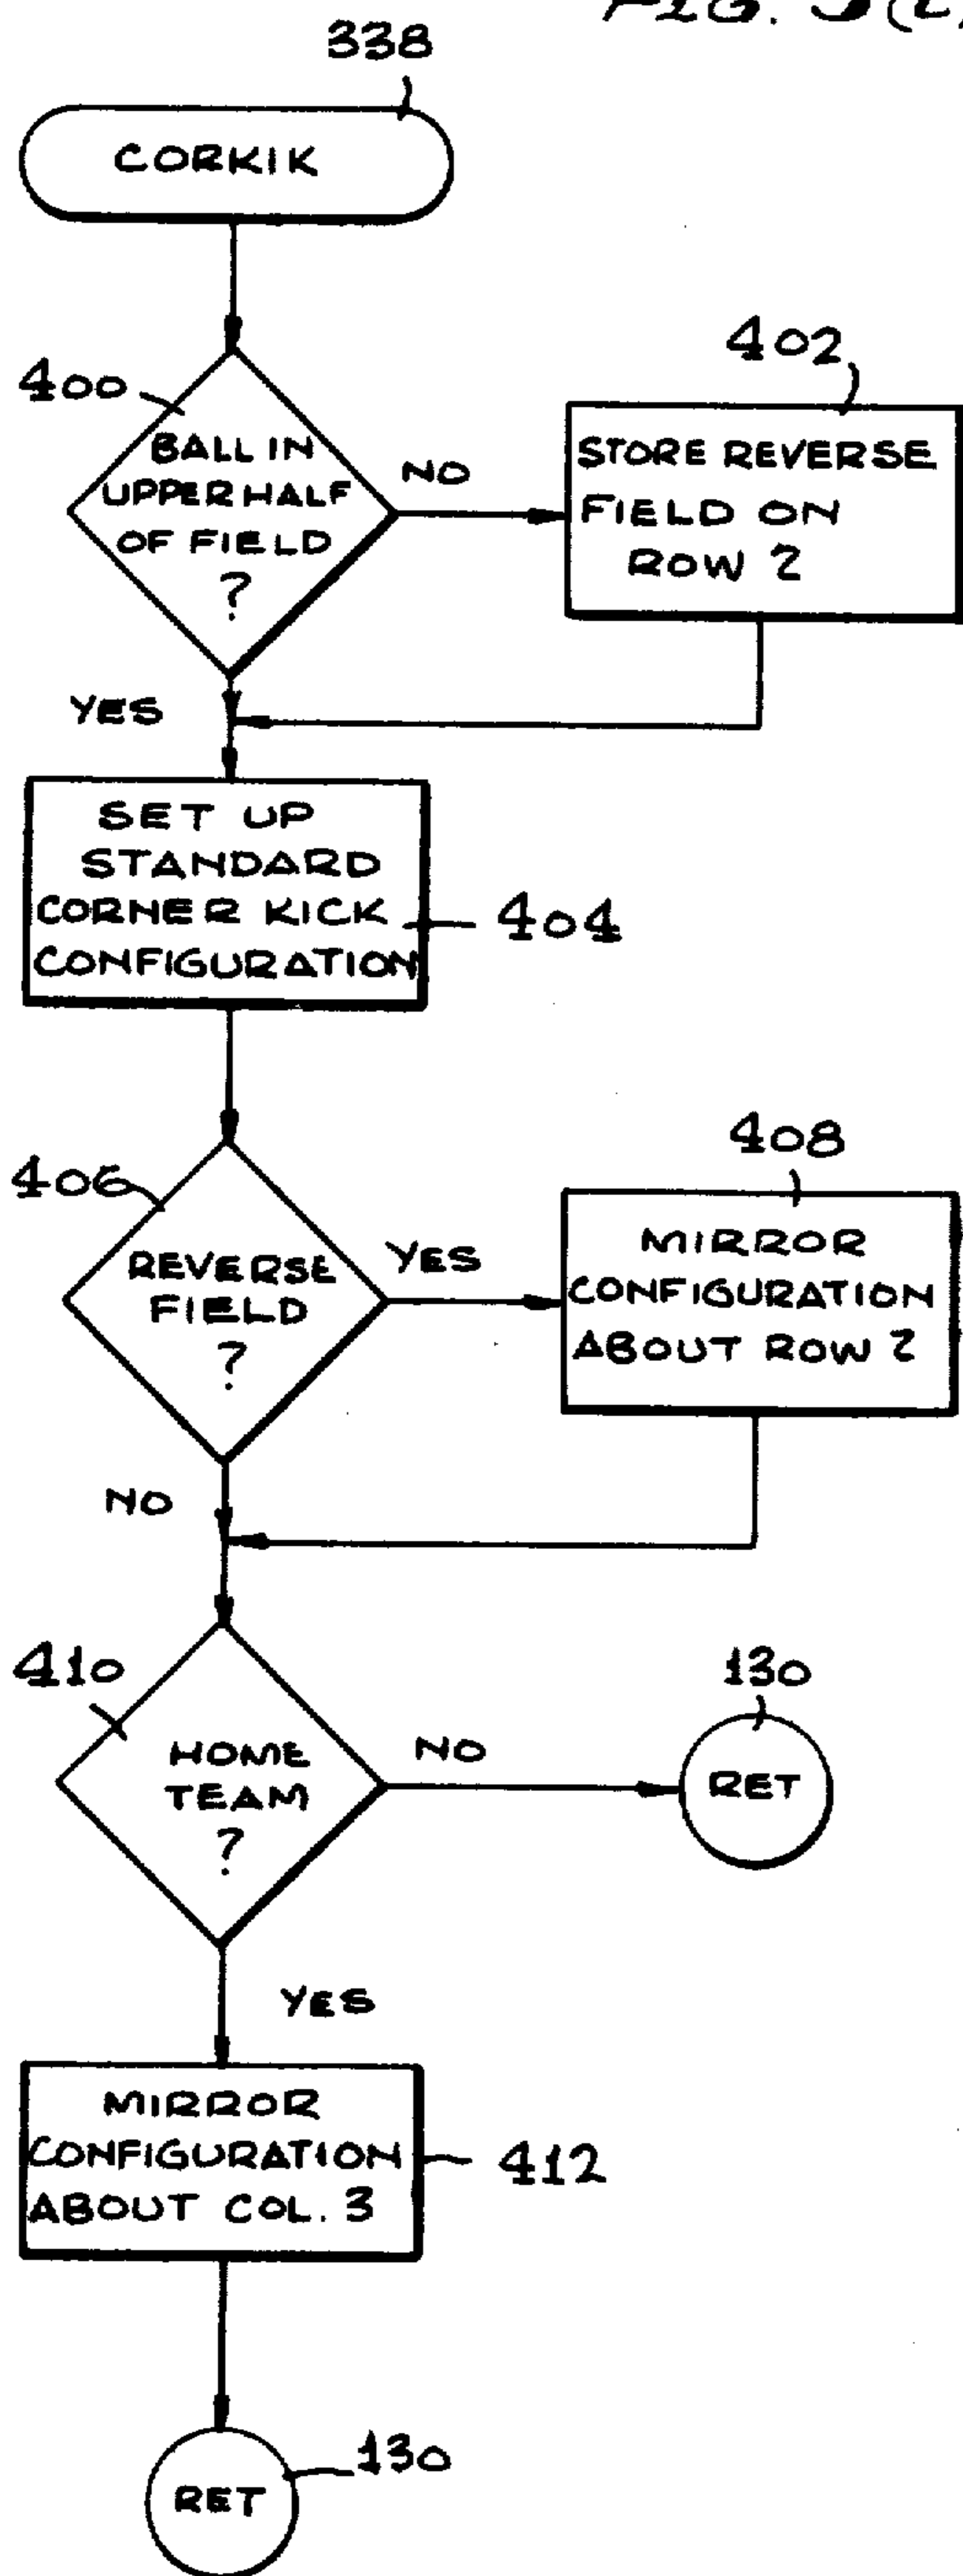 FIG. 5(L)
338
CORKIK
400
BALL IN
UPPER HALF
OF FIELD
?
NO
402
STORE REVERSE
FIELD ON
ROW 2
YES
SET UP
STANDARD
CORNER KICK
CONFIGURATION
404
406
REVERSE
FIELD
?
YES
408
MIRROR
CONFIGURATION
ABOUT ROW 2
NO
410
HOME
TEAM
?
NO
130
RET
YES
MIRROR
CONFIGURATION
ABOUT COL. 3
412
RET
130